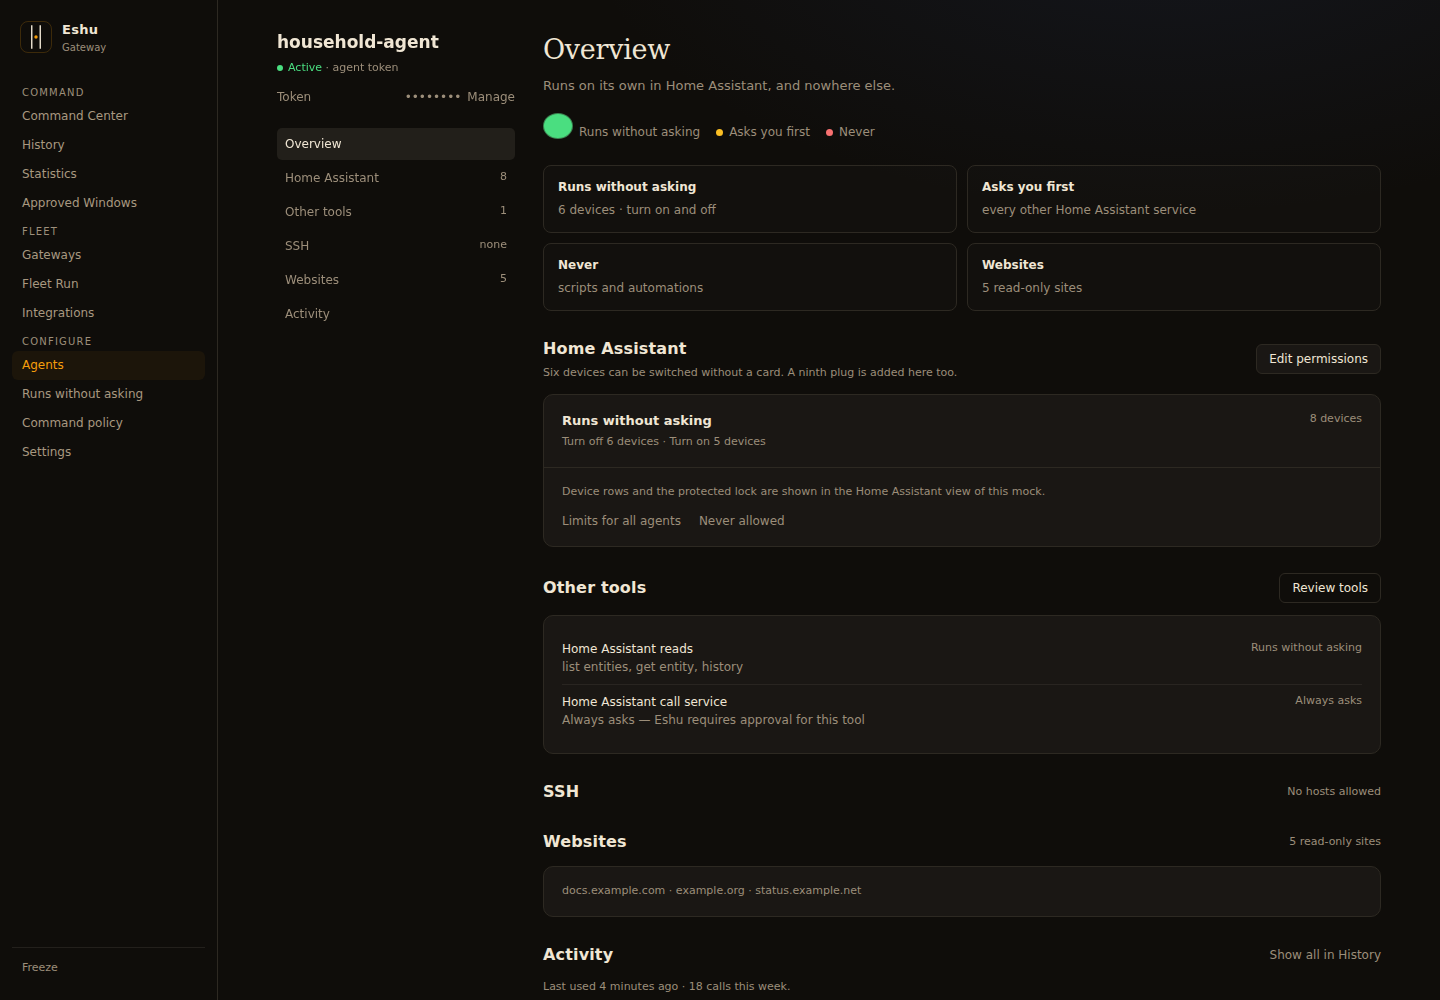 Eshu
Gateway
COMMAND
Command Center
History
Statistics
Approved Windows
FLEET
Gateways
Fleet Run
Integrations
CONFIGURE
Agents
Runs without asking
Command policy
Settings
Freeze
household-agent
Active · agent token
Token •••••••• Manage
Overview
Home Assistant 8
Other tools 1
SSH none
Websites 5
Activity
Overview
Runs on its own in Home Assistant, and nowhere else.
Runs without asking Asks you first Never
Runs without asking
6 devices · turn on and off
Asks you first
every other Home Assistant service
Never
scripts and automations
Websites
5 read-only sites
Home Assistant
Six devices can be switched without a card. A ninth plug is added here too.
Edit permissions
Runs without asking 8 devices
Turn off 6 devices · Turn on 5 devices
Device rows and the protected lock are shown in the Home Assistant view of this mock.
Limits for all agents Never allowed
Other tools Review tools
Home Assistant reads Runs without asking
list entities, get entity, history
Home Assistant call service Always asks
Always asks — Eshu requires approval for this tool
SSH No hosts allowed
Websites 5 read-only sites
docs.example.com · example.org · status.example.net
Activity Show all in History
Last used 4 minutes ago · 18 calls this week.